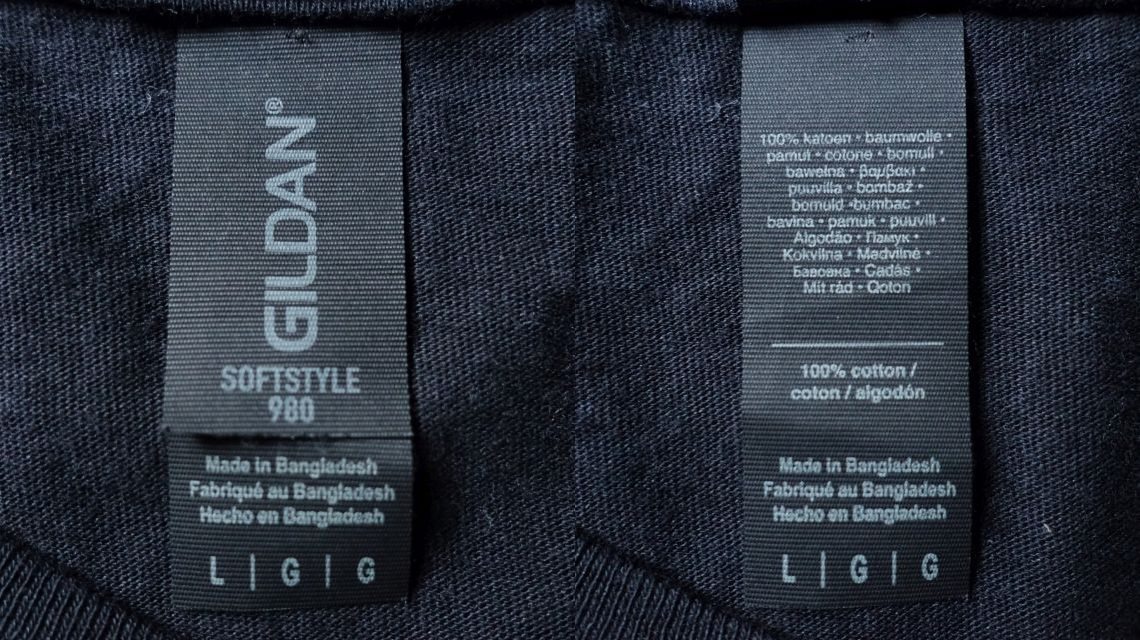 GILDAN®
SOFTSTYLE
980
Made in Bangladesh
Fabriqué au Bangladesh
Hecho en Bangladesh
L | G | G
100% katoen • baumwolle •
pamut • cotone • bomull •
bawełna • βαμβακι •
puuvilla • bombaž •
bomuld •bumbac •
bavlna • pamuk • puuvill •
Algodão • Памук •
Kokvilna • Medvilnė •
Бавовна • Cadás •
Mit rád • Qoton
100% cotton /
coton / algodón
Made in Bangladesh
Fabriqué au Bangladesh
Hecho en Bangladesh
L | G | G